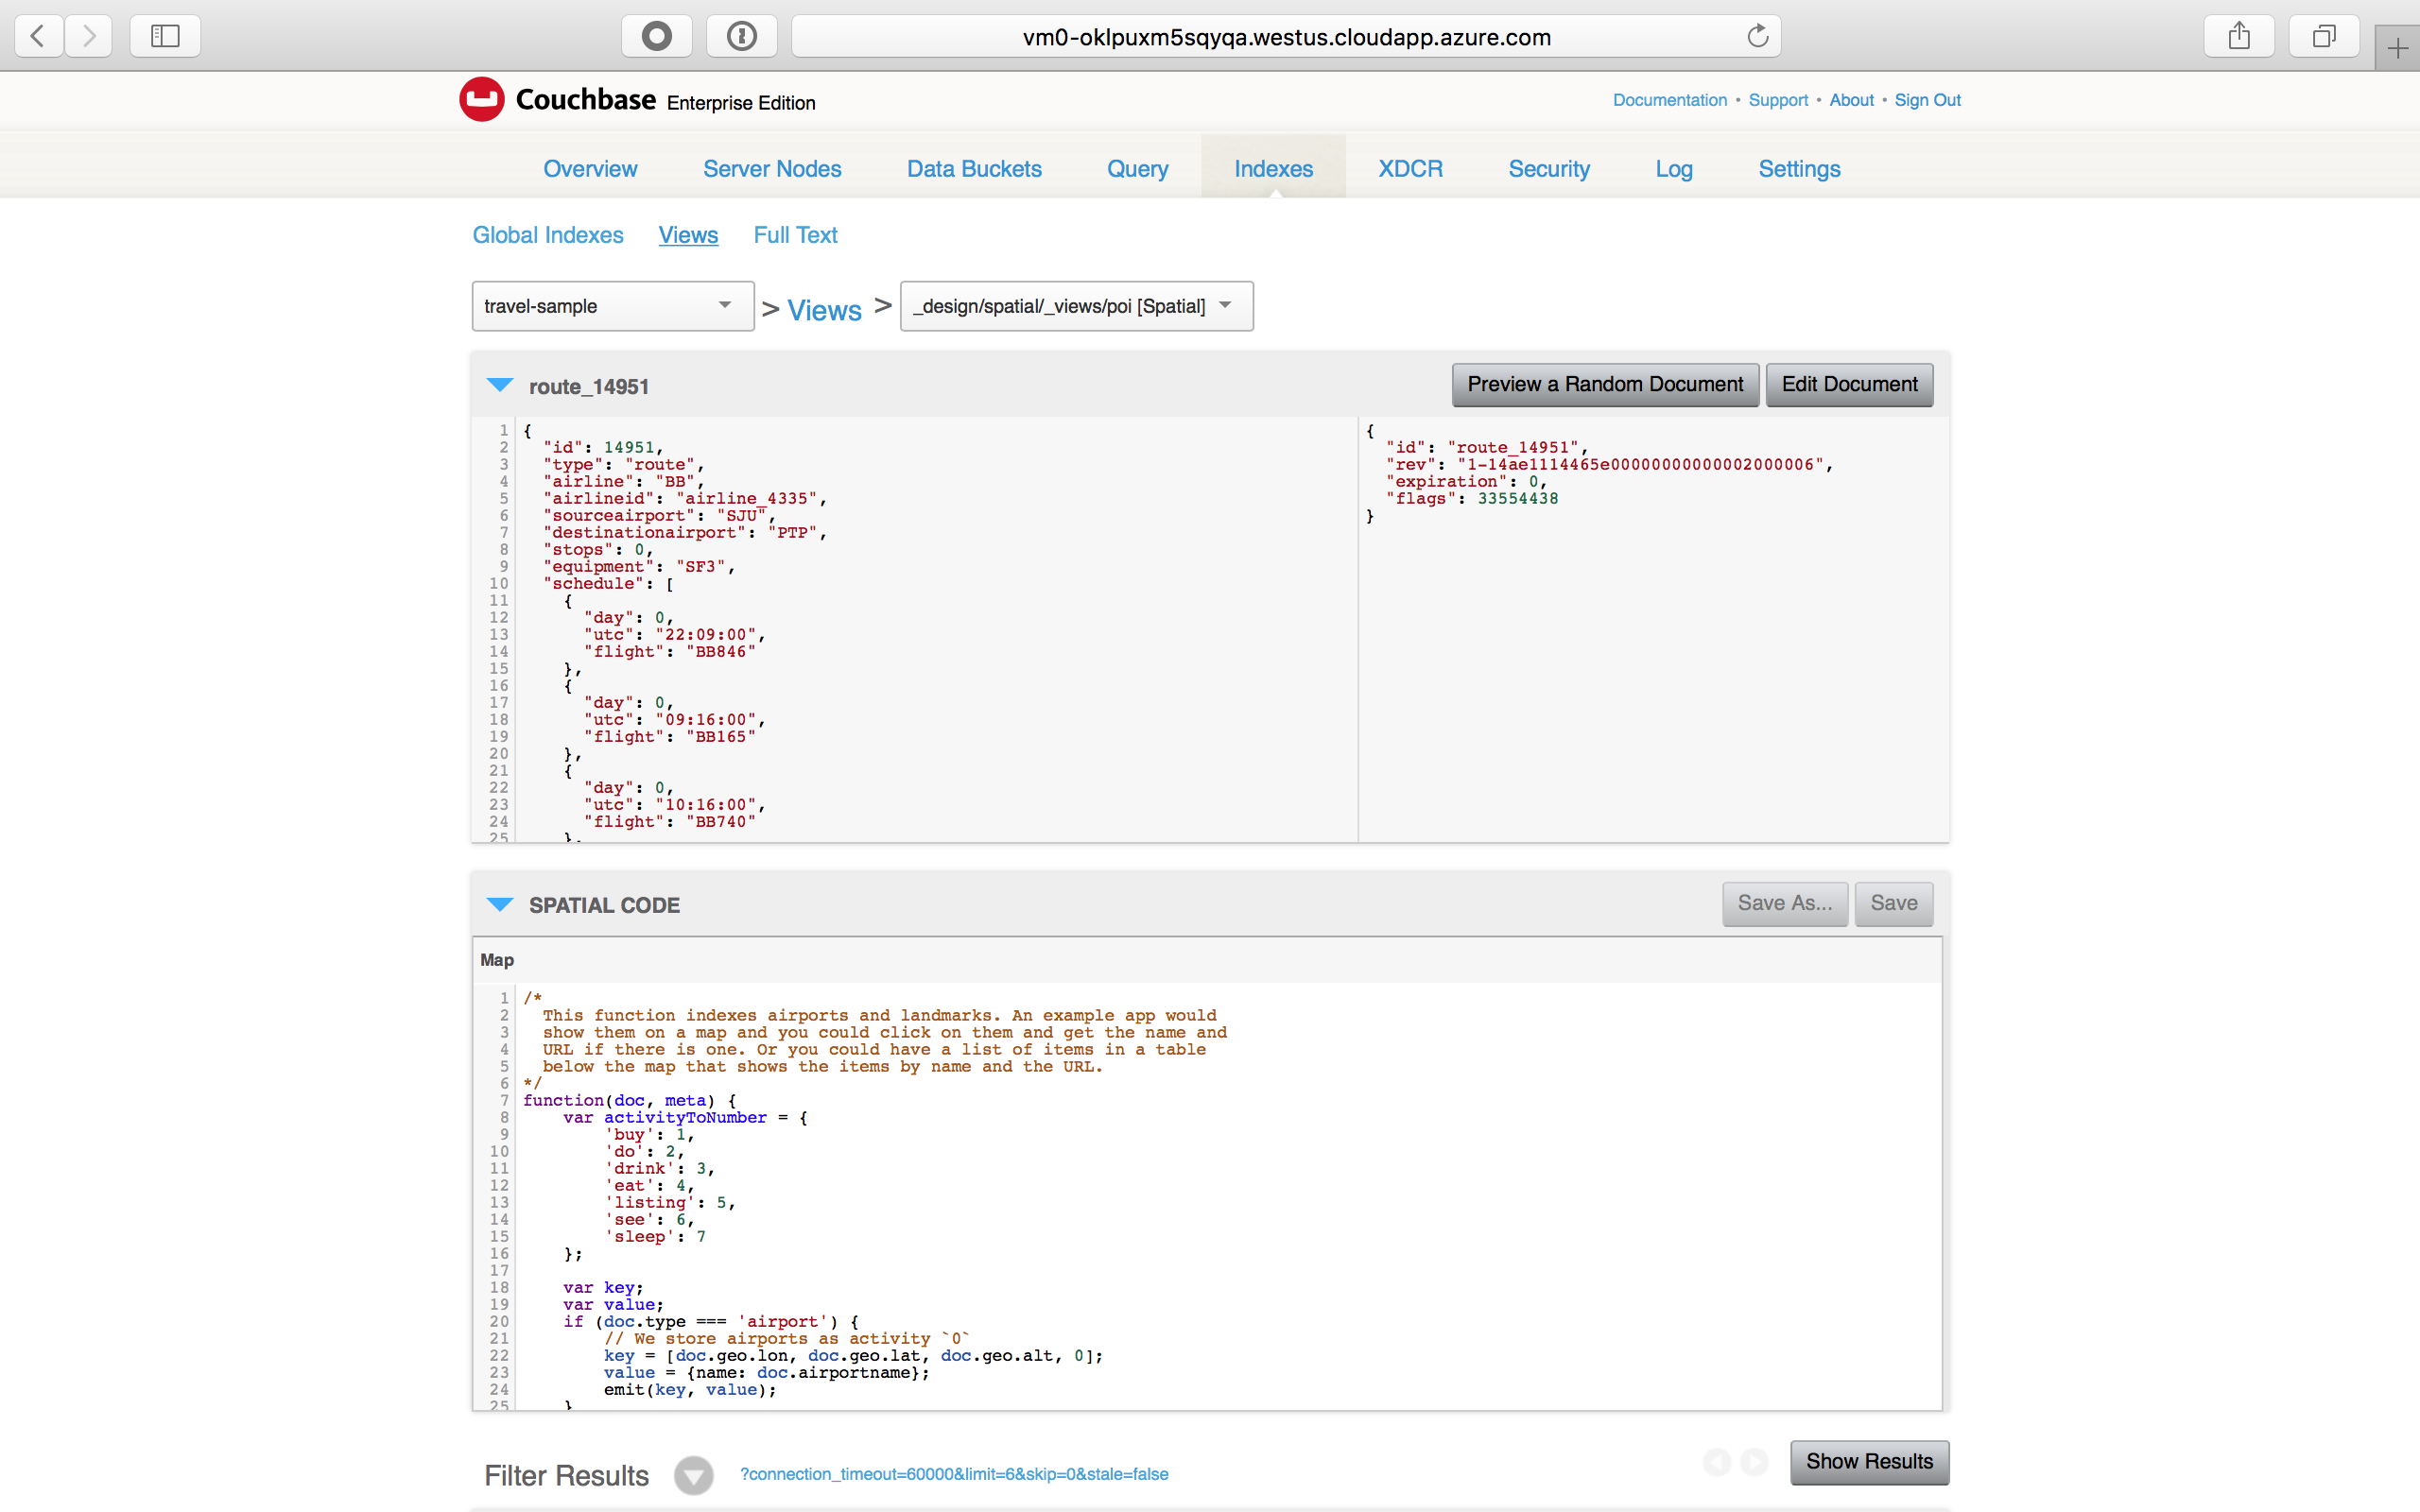 vm0-oklpuxm5sqyqa.westus.cloudapp.azure.com
Couchbase Enterprise Edition
Documentation • Support • About • Sign Out
Overview Server Nodes Data Buckets Query Indexes XDCR Security Log Settings
Global Indexes Views Full Text
travel-sample > Views > _design/spatial/_views/poi [Spatial]
route_14951 Preview a Random Document Edit Document
1 {
2 "id": 14951,
3 "type": "route",
4 "airline": "BB",
5 "airlineid": "airline_4335",
6 "sourceairport": "SJU",
7 "destinationairport": "PTP",
8 "stops": 0,
9 "equipment": "SF3",
10 "schedule": [
11 {
12 "day": 0,
13 "utc": "22:09:00",
14 "flight": "BB846"
15 },
16 {
17 "day": 0,
18 "utc": "09:16:00",
19 "flight": "BB165"
20 },
21 {
22 "day": 0,
23 "utc": "10:16:00",
24 "flight": "BB740"
25 },
{
"id": "route_14951",
"rev": "1-14ae1114465e00000000000002000006",
"expiration": 0,
"flags": 33554438
}
SPATIAL CODE Save As... Save
Map
1 /*
2 This function indexes airports and landmarks. An example app would
3 show them on a map and you could click on them and get the name and
4 URL if there is one. Or you could have a list of items in a table
5 below the map that shows the items by name and the URL.
6 */
7 function(doc, meta) {
8 var activityToNumber = {
9 'buy': 1,
10 'do': 2,
11 'drink': 3,
12 'eat': 4,
13 'listing': 5,
14 'see': 6,
15 'sleep': 7
16 };
17
18 var key;
19 var value;
20 if (doc.type === 'airport') {
21 // We store airports as activity `0`
22 key = [doc.geo.lon, doc.geo.lat, doc.geo.alt, 0];
23 value = {name: doc.airportname};
24 emit(key, value);
25 }
Filter Results ?connection_timeout=60000&limit=6&skip=0&stale=false Show Results